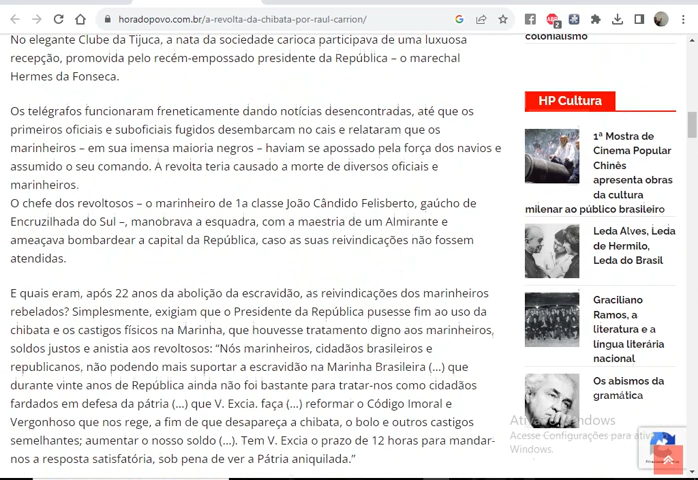 horadopovo.com.br/a-revolta-da-chibata-por-raul-carrion/
No elegante Clube da Tijuca, a nata da sociedade carioca participava de uma luxuosa
recepção, promovida pelo recém-empossado presidente da República – o marechal
Hermes da Fonseca.
Os telégrafos funcionaram freneticamente dando notícias desencontradas, até que os
primeiros oficiais e suboficiais fugidos desembarcam no cais e relataram que os
marinheiros – em sua imensa maioria negros – haviam se apossado pela força dos navios e
assumido o seu comando. A revolta teria causado a morte de diversos oficiais e
marinheiros.
O chefe dos revoltosos – o marinheiro de 1a classe João Cândido Felisberto, gaúcho de
Encruzilhada do Sul –, manobrava a esquadra, com a maestria de um Almirante e
ameaçava bombardear a capital da República, caso as suas reivindicações não fossem
atendidas.
E quais eram, após 22 anos da abolição da escravidão, as reivindicações dos marinheiros
rebelados? Simplesmente, exigiam que o Presidente da República pusesse fim ao uso da
chibata e os castigos físicos na Marinha, que houvesse tratamento digno aos marinheiros,
soldos justos e anistia aos revoltosos: “Nós marinheiros, cidadãos brasileiros e
republicanos, não podendo mais suportar a escravidão na Marinha Brasileira (...) que
durante vinte anos de República ainda não foi bastante para tratar-nos como cidadãos
fardados em defesa da pátria (...) que V. Excia. faça (...) reformar o Código Imoral e
Vergonhoso que nos rege, a fim de que desapareça a chibata, o bolo e outros castigos
semelhantes; aumentar o nosso soldo (...). Tem V. Excia o prazo de 12 horas para mandar-
nos a resposta satisfatória, sob pena de ver a Pátria aniquilada.”
colonialismo
HP Cultura
1ª Mostra de
Cinema Popular
Chinês
apresenta obras
da cultura
milenar ao público brasileiro
Leda Alves, Leda
de Hermilo,
Leda do Brasil
Graciliano
Ramos, a
literatura e a
língua literária
nacional
Os abismos da
gramática
Windows
Acesse Configurações para
Windows.